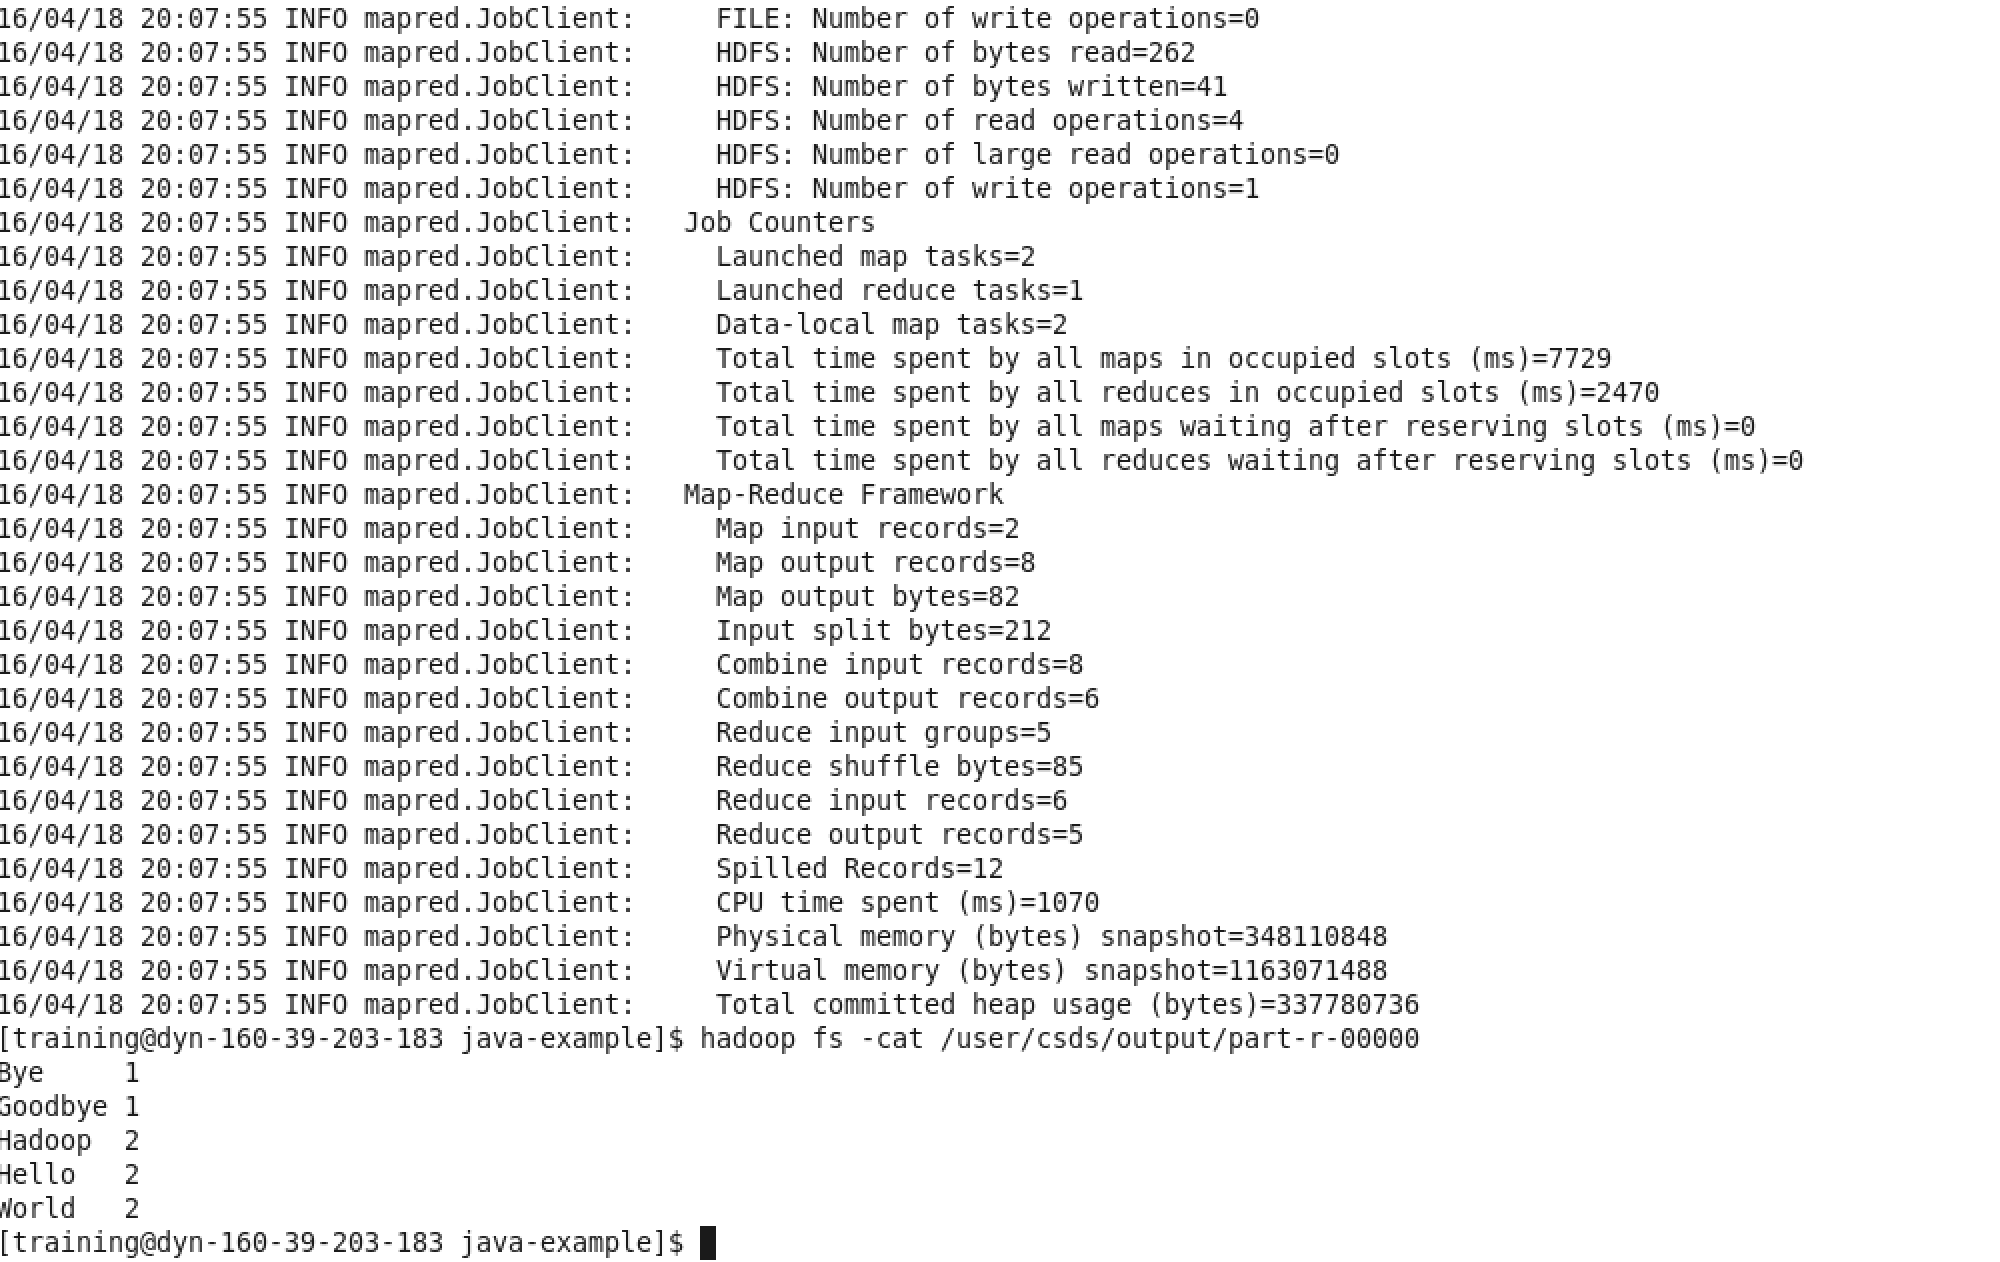 16/04/18 20:07:55 INFO mapred.JobClient:     FILE: Number of write operations=0
16/04/18 20:07:55 INFO mapred.JobClient:     HDFS: Number of bytes read=262
16/04/18 20:07:55 INFO mapred.JobClient:     HDFS: Number of bytes written=41
16/04/18 20:07:55 INFO mapred.JobClient:     HDFS: Number of read operations=4
16/04/18 20:07:55 INFO mapred.JobClient:     HDFS: Number of large read operations=0
16/04/18 20:07:55 INFO mapred.JobClient:     HDFS: Number of write operations=1
16/04/18 20:07:55 INFO mapred.JobClient:   Job Counters
16/04/18 20:07:55 INFO mapred.JobClient:     Launched map tasks=2
16/04/18 20:07:55 INFO mapred.JobClient:     Launched reduce tasks=1
16/04/18 20:07:55 INFO mapred.JobClient:     Data-local map tasks=2
16/04/18 20:07:55 INFO mapred.JobClient:     Total time spent by all maps in occupied slots (ms)=7729
16/04/18 20:07:55 INFO mapred.JobClient:     Total time spent by all reduces in occupied slots (ms)=2470
16/04/18 20:07:55 INFO mapred.JobClient:     Total time spent by all maps waiting after reserving slots (ms)=0
16/04/18 20:07:55 INFO mapred.JobClient:     Total time spent by all reduces waiting after reserving slots (ms)=0
16/04/18 20:07:55 INFO mapred.JobClient:   Map-Reduce Framework
16/04/18 20:07:55 INFO mapred.JobClient:     Map input records=2
16/04/18 20:07:55 INFO mapred.JobClient:     Map output records=8
16/04/18 20:07:55 INFO mapred.JobClient:     Map output bytes=82
16/04/18 20:07:55 INFO mapred.JobClient:     Input split bytes=212
16/04/18 20:07:55 INFO mapred.JobClient:     Combine input records=8
16/04/18 20:07:55 INFO mapred.JobClient:     Combine output records=6
16/04/18 20:07:55 INFO mapred.JobClient:     Reduce input groups=5
16/04/18 20:07:55 INFO mapred.JobClient:     Reduce shuffle bytes=85
16/04/18 20:07:55 INFO mapred.JobClient:     Reduce input records=6
16/04/18 20:07:55 INFO mapred.JobClient:     Reduce output records=5
16/04/18 20:07:55 INFO mapred.JobClient:     Spilled Records=12
16/04/18 20:07:55 INFO mapred.JobClient:     CPU time spent (ms)=1070
16/04/18 20:07:55 INFO mapred.JobClient:     Physical memory (bytes) snapshot=348110848
16/04/18 20:07:55 INFO mapred.JobClient:     Virtual memory (bytes) snapshot=1163071488
16/04/18 20:07:55 INFO mapred.JobClient:     Total committed heap usage (bytes)=337780736
[training@dyn-160-39-203-183 java-example]$ hadoop fs -cat /user/csds/output/part-r-00000
Bye     1
Goodbye 1
Hadoop  2
Hello   2
World   2
[training@dyn-160-39-203-183 java-example]$